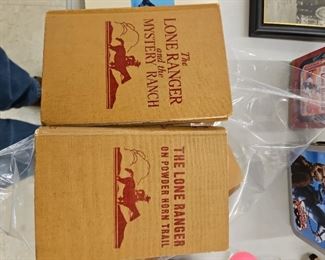 The
LONE RANGER
and the
MYSTERY RANCH
THE LONE RANGER
ON POWDER HORN TRAIL